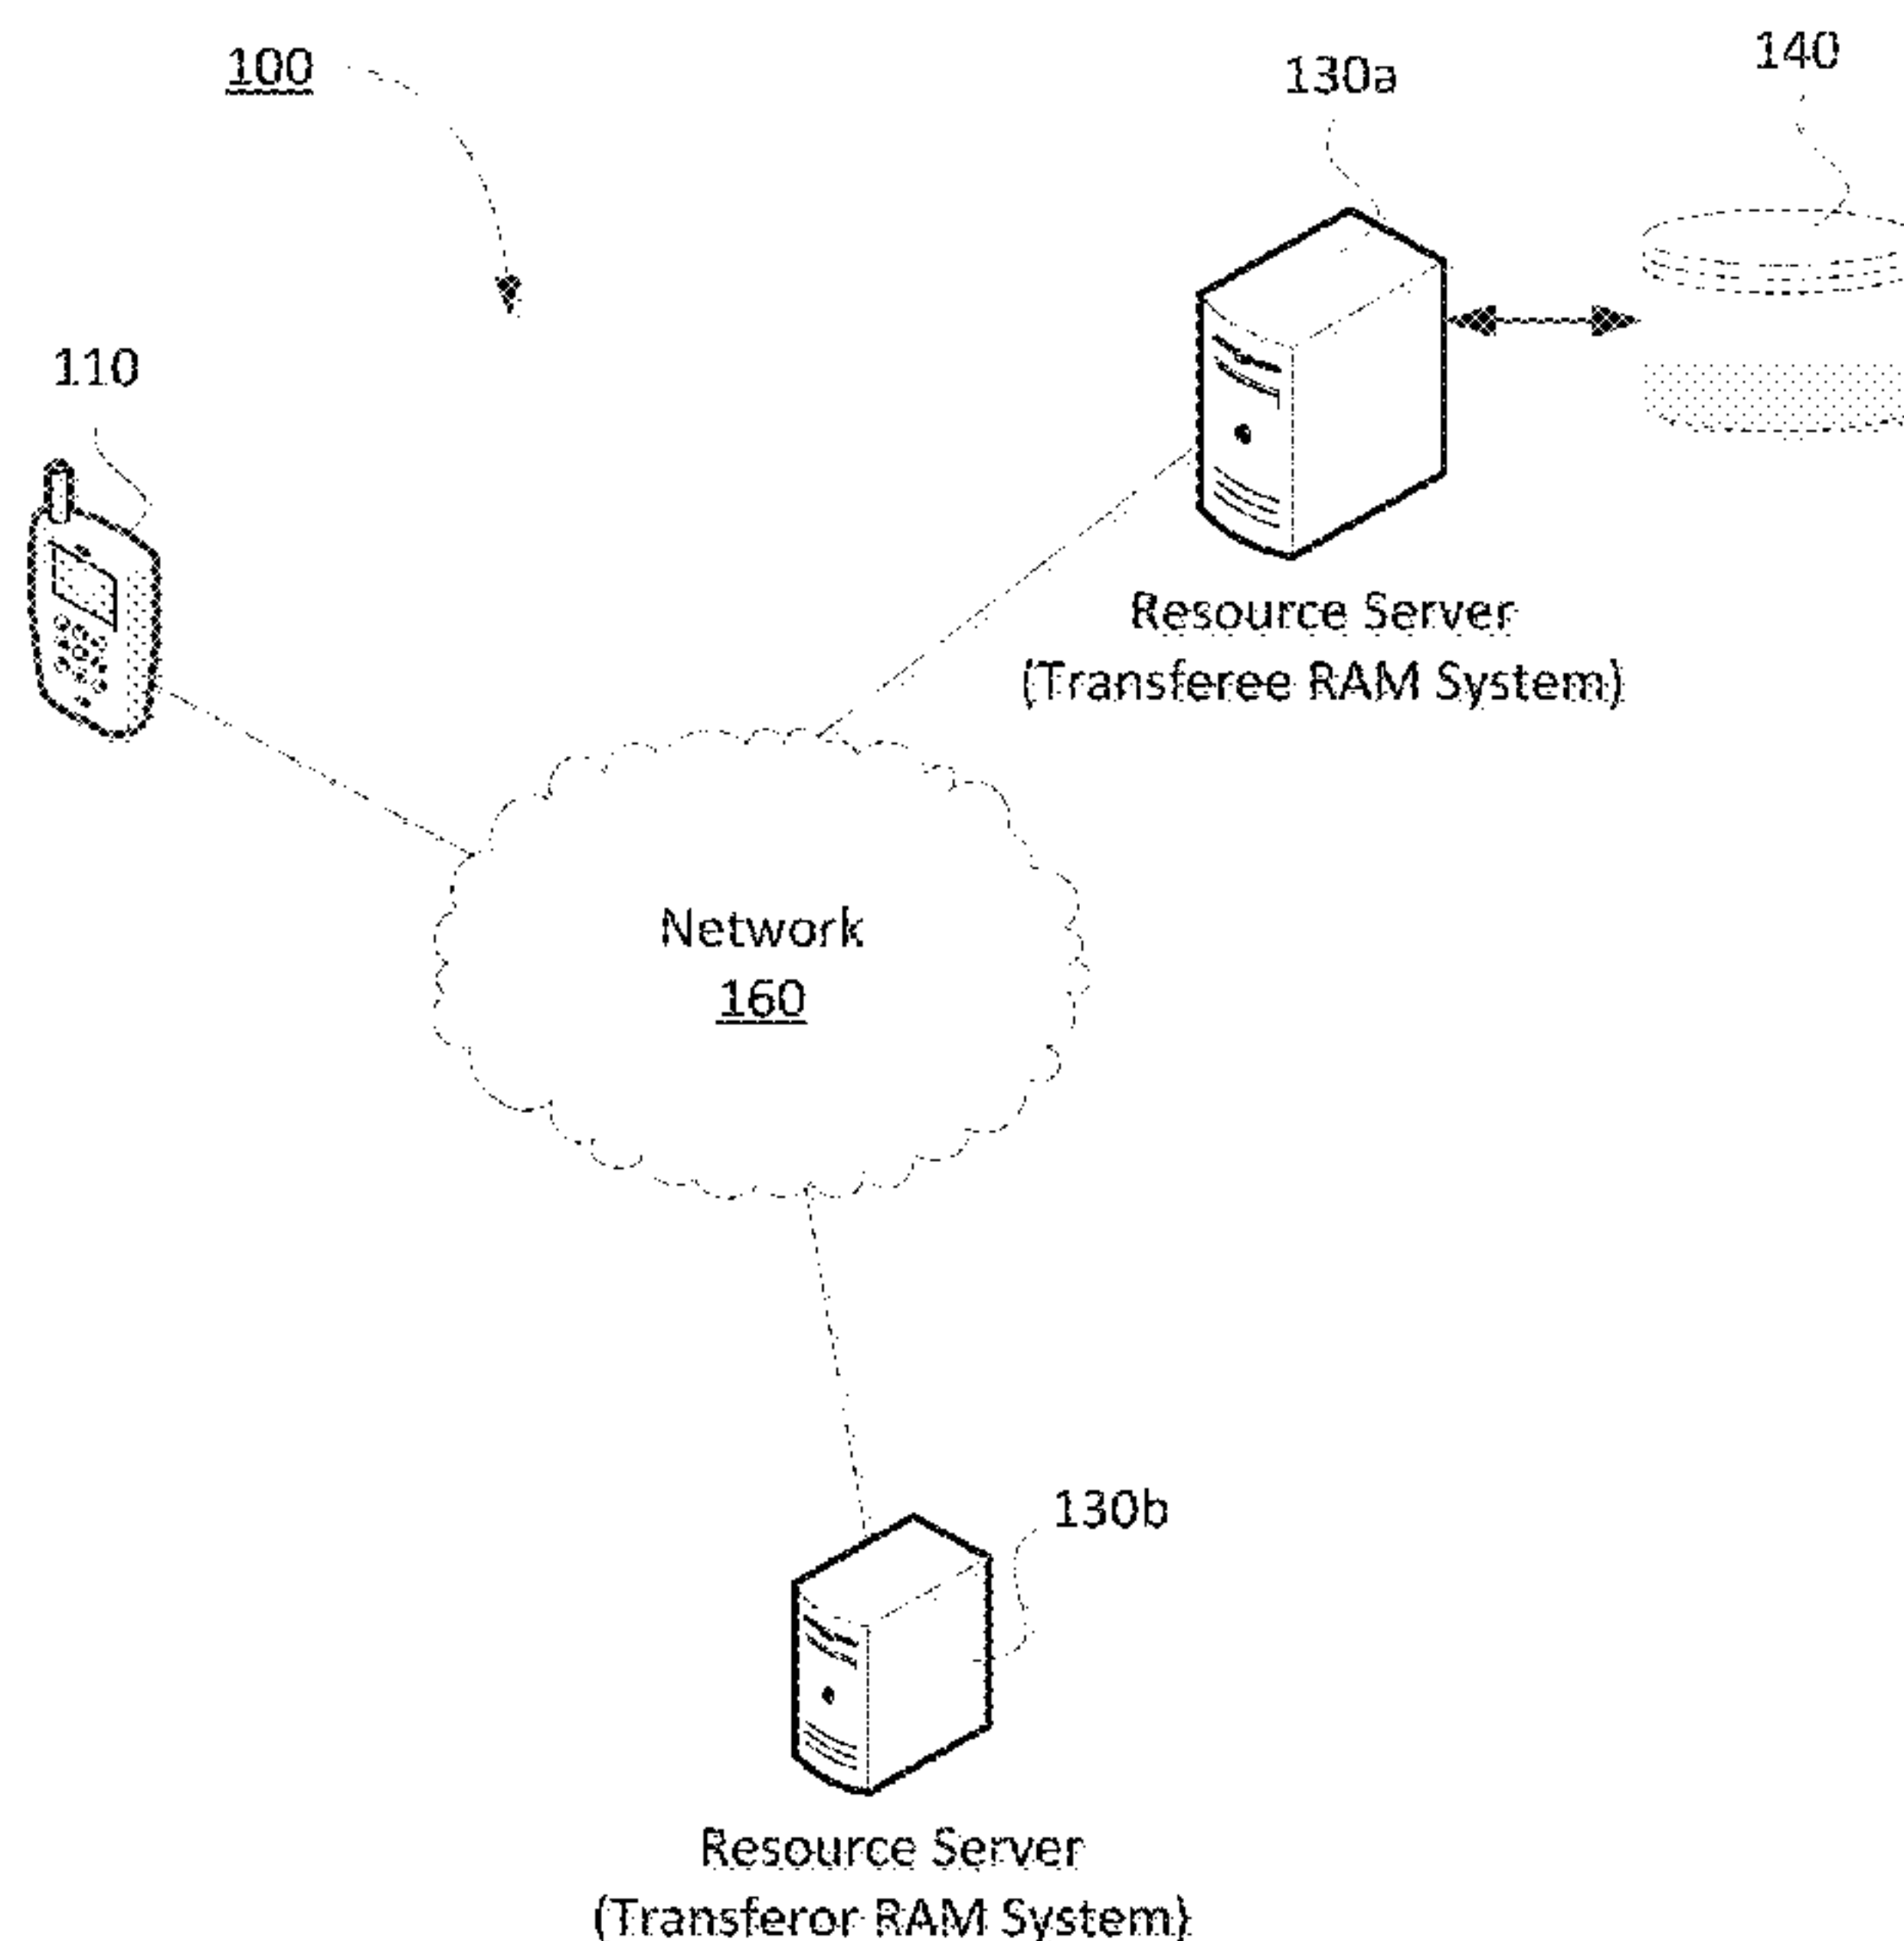 100
130a
140
110
Resource Server
(Transferee RAM System)
Network
160
130b
Resource Server
(Transferor RAM System)